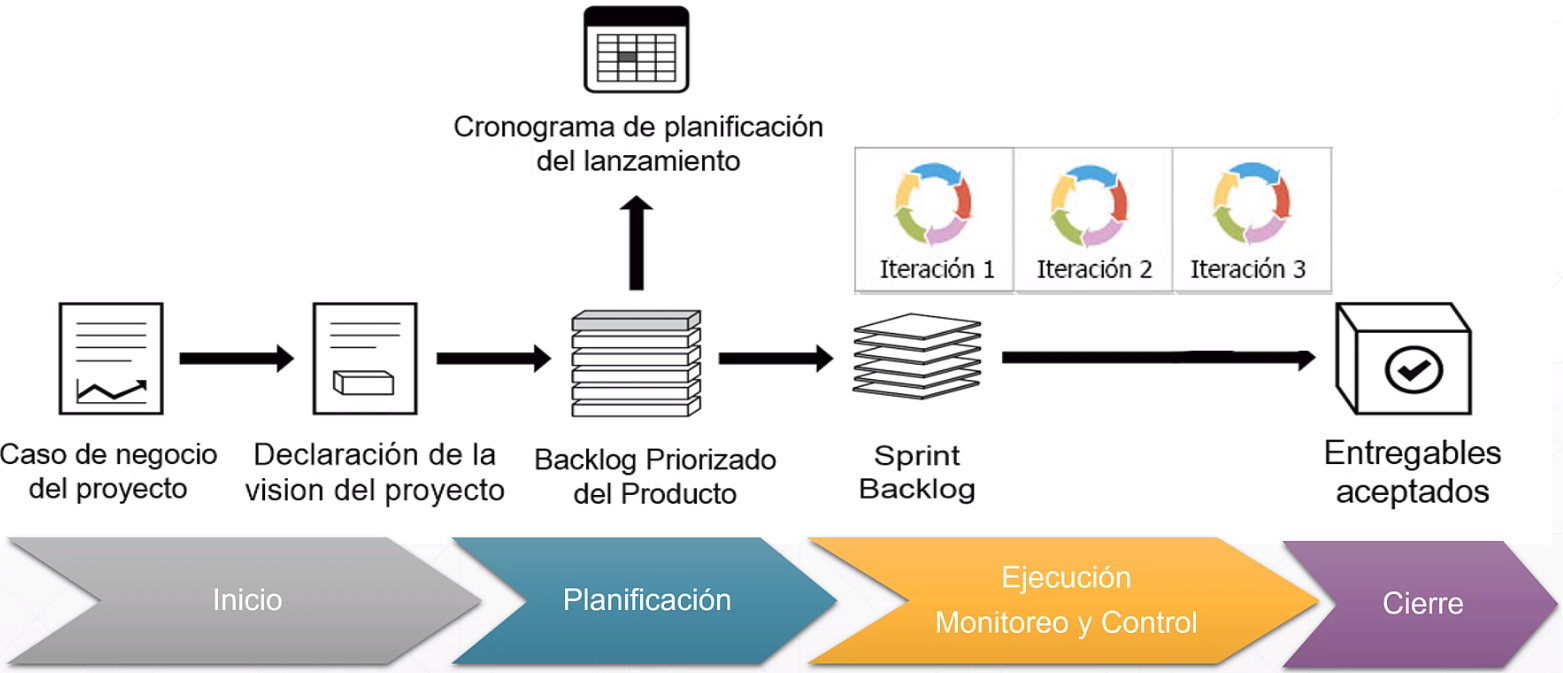 Cronograma de planificación
del lanzamiento
Iteración 1
Iteración 2
Iteración 3
Caso de negocio
del proyecto
Declaración de la
vision del proyecto
Backlog Priorizado
del Producto
Sprint
Backlog
Entregables
aceptados
Inicio
Planificación
Ejecución
Monitoreo y Control
Cierre